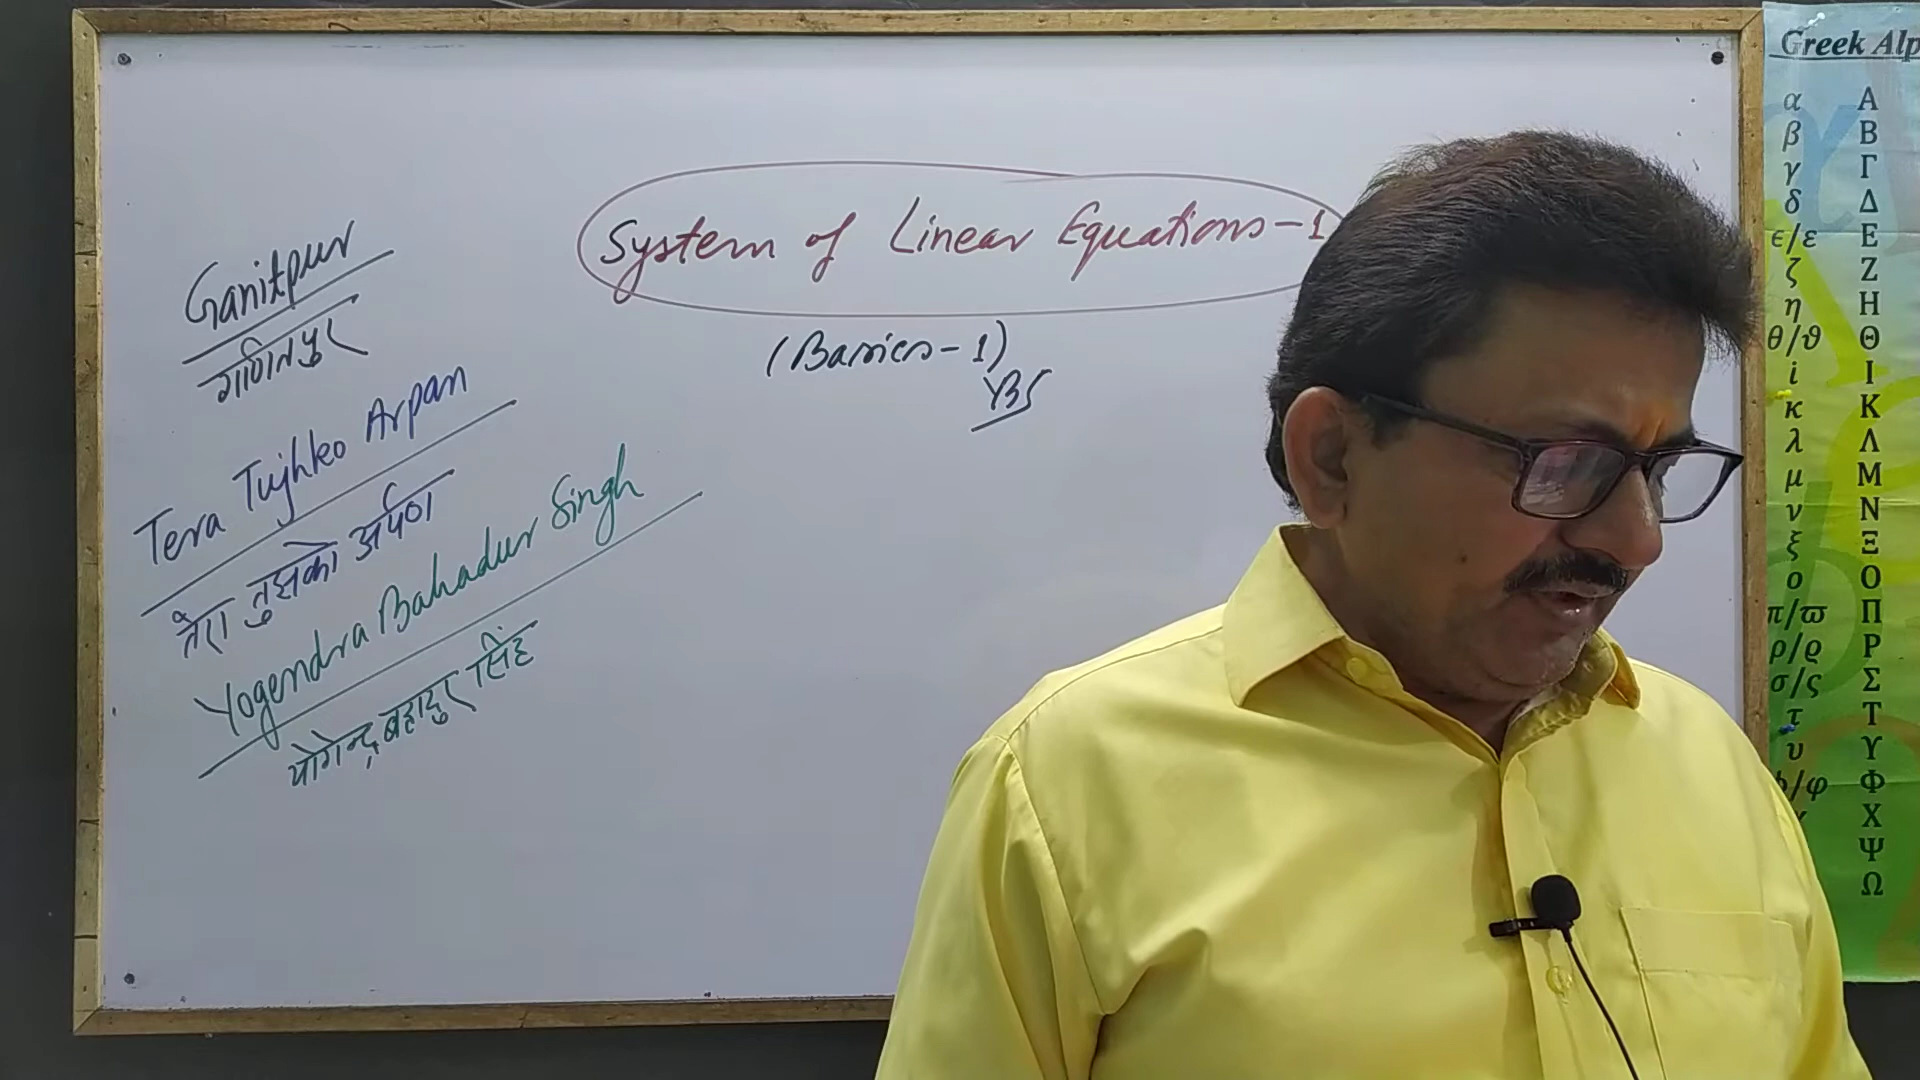 Ganitpur
गणितपुर
Tera Tujhko Arpan
तेरा तुझको अर्पण
Yogendra Bahadur Singh
योगेन्द्र बहादुर सिंह
System of Linear Equations-1
(Basics-1)
YBS
Greek Alp
α Α
β Β
γ Γ
δ Δ
ϵ/ε Ε
ζ Ζ
η Η
θ/ϑ Θ
i Ι
κ Κ
λ Λ
μ Μ
ν Ν
ξ Ξ
ο Ο
π/ϖ Π
ρ/ϱ Ρ
σ/ς Σ
τ Τ
υ Υ
ϕ/φ Φ
Χ
Ψ
Ω